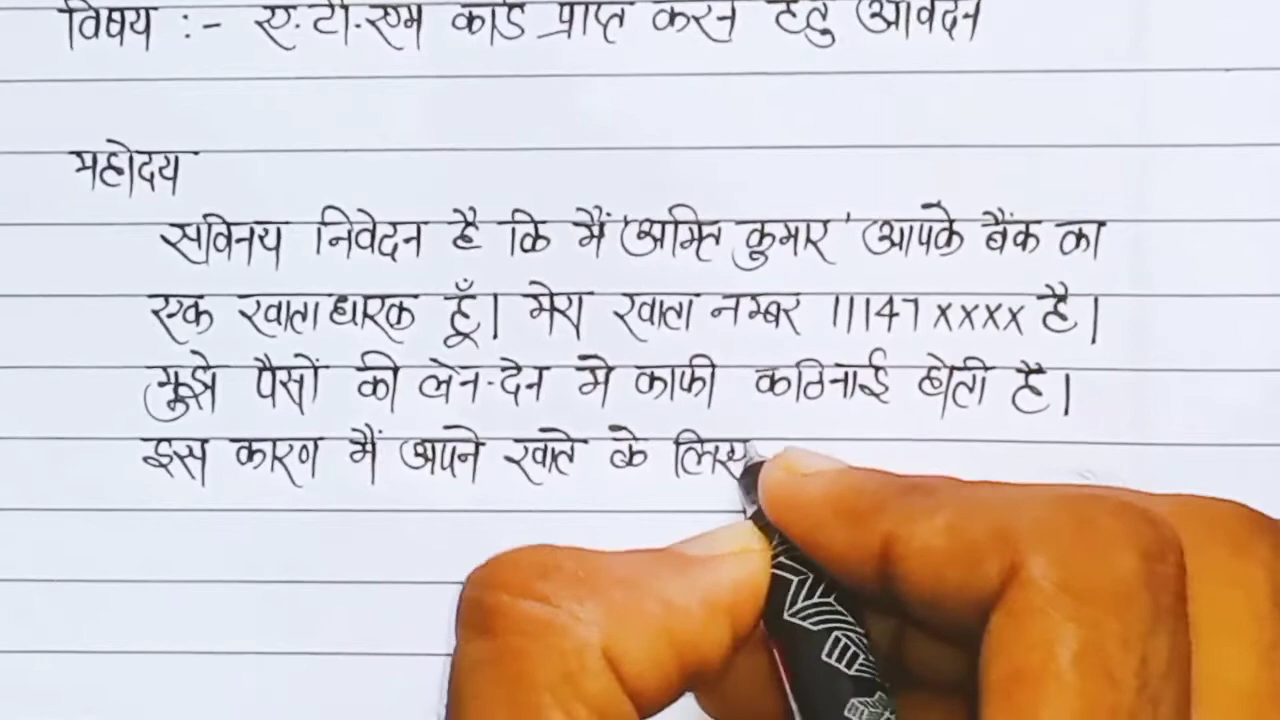 विषय :- ए.टी.एम कार्ड प्राप्त करने हेतु आवेदन
महोदय
सविनय निवेदन है कि मैं 'अमित कुमार' आपके बैंक का
एक खाताधारक हूँ। मेरा खाता नम्बर 11147xxxx है।
मुझे पैसों की लेन-देन में काफी कठिनाई होती है।
इस कारण मैं अपने खाते के लिए